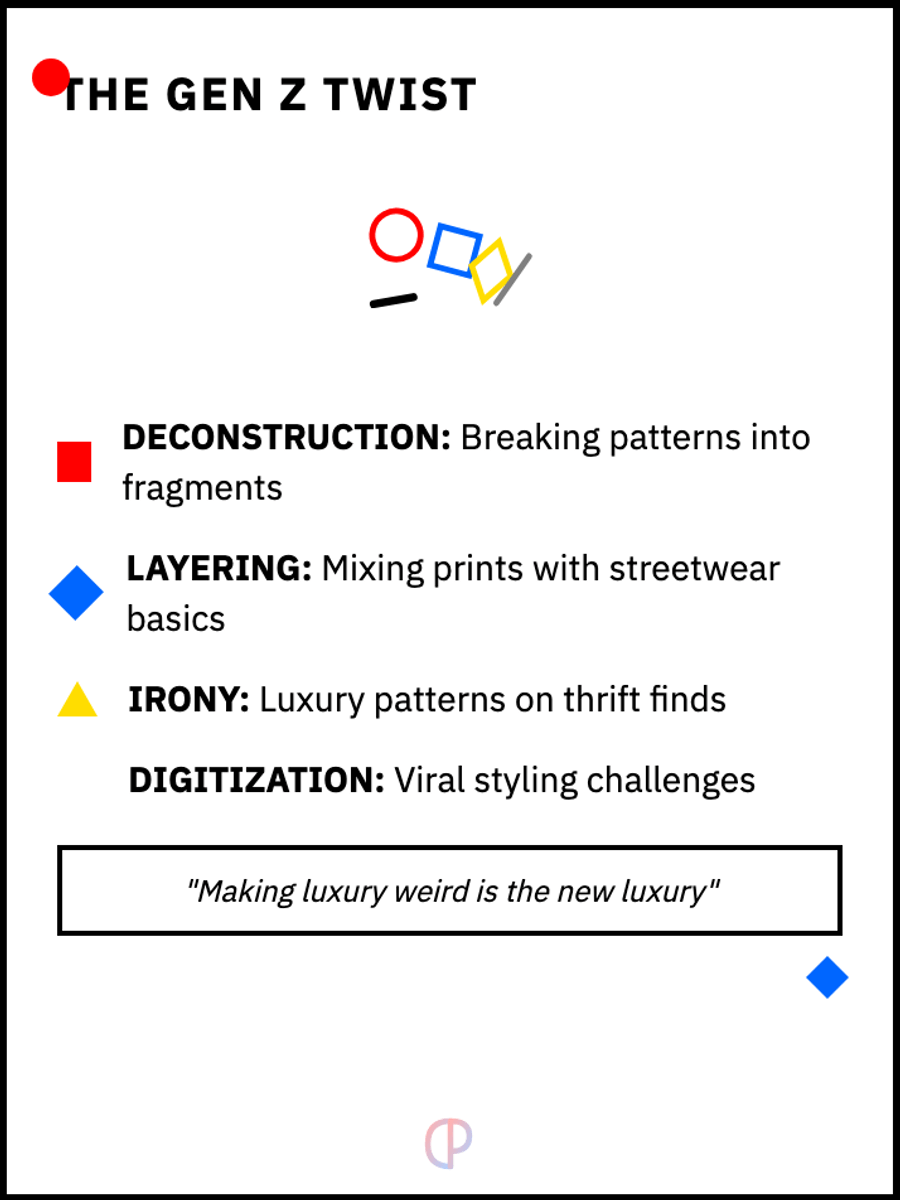 THE GEN Z TWIST
DECONSTRUCTION: Breaking patterns into
fragments
LAYERING: Mixing prints with streetwear
basics
IRONY: Luxury patterns on thrift finds
DIGITIZATION: Viral styling challenges
"Making luxury weird is the new luxury"